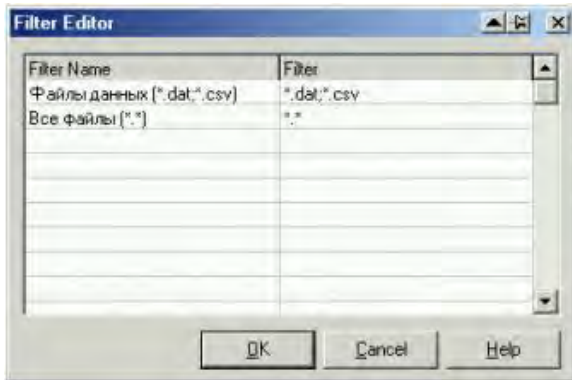 Filter Editor
Filter Name Filter
Файлы данных (*.dat;*.csv) *.dat;*.csv
Все файлы (*.*) *.*
OK Cancel Help